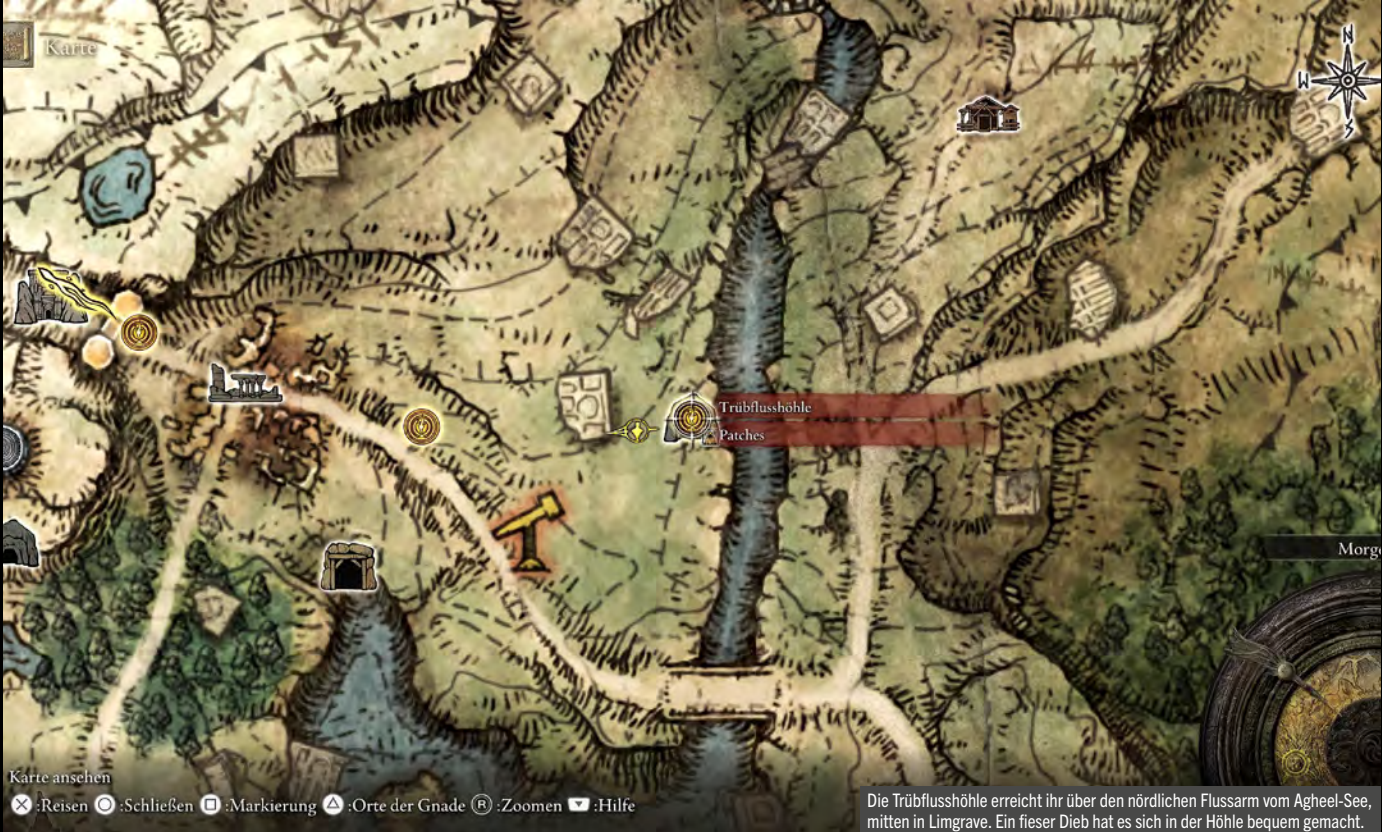 Karte
N
W
S
Trübflusshöhle
Patches
Karte ansehen
:Reisen :Schließen :Markierung :Orte der Gnade R :Zoomen :Hilfe
Die Trübflusshöhle erreicht ihr über den nördlichen Flussarm vom Agheel-See,
mitten in Limgrave. Ein fieser Dieb hat es sich in der Höhle bequem gemacht.